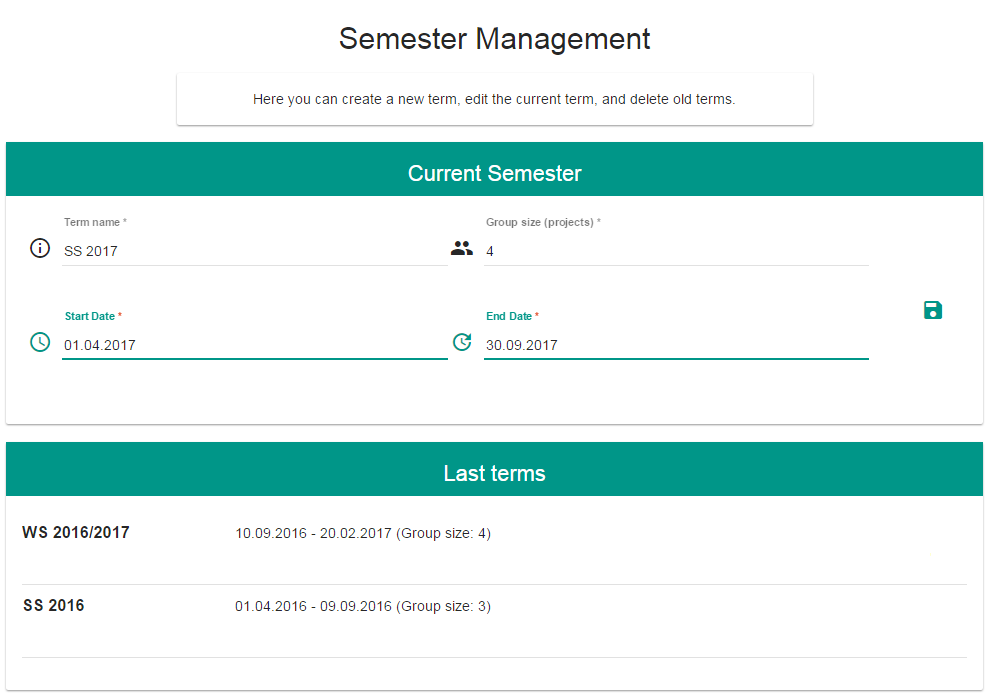 Semester Management
Here you can create a new term, edit the current term, and delete old terms.
Current Semester
Term name *
SS 2017
Group size (projects) *
4
Start Date *
01.04.2017
End Date *
30.09.2017
Last terms
WS 2016/2017 10.09.2016 - 20.02.2017 (Group size: 4)
SS 2016 01.04.2016 - 09.09.2016 (Group size: 3)